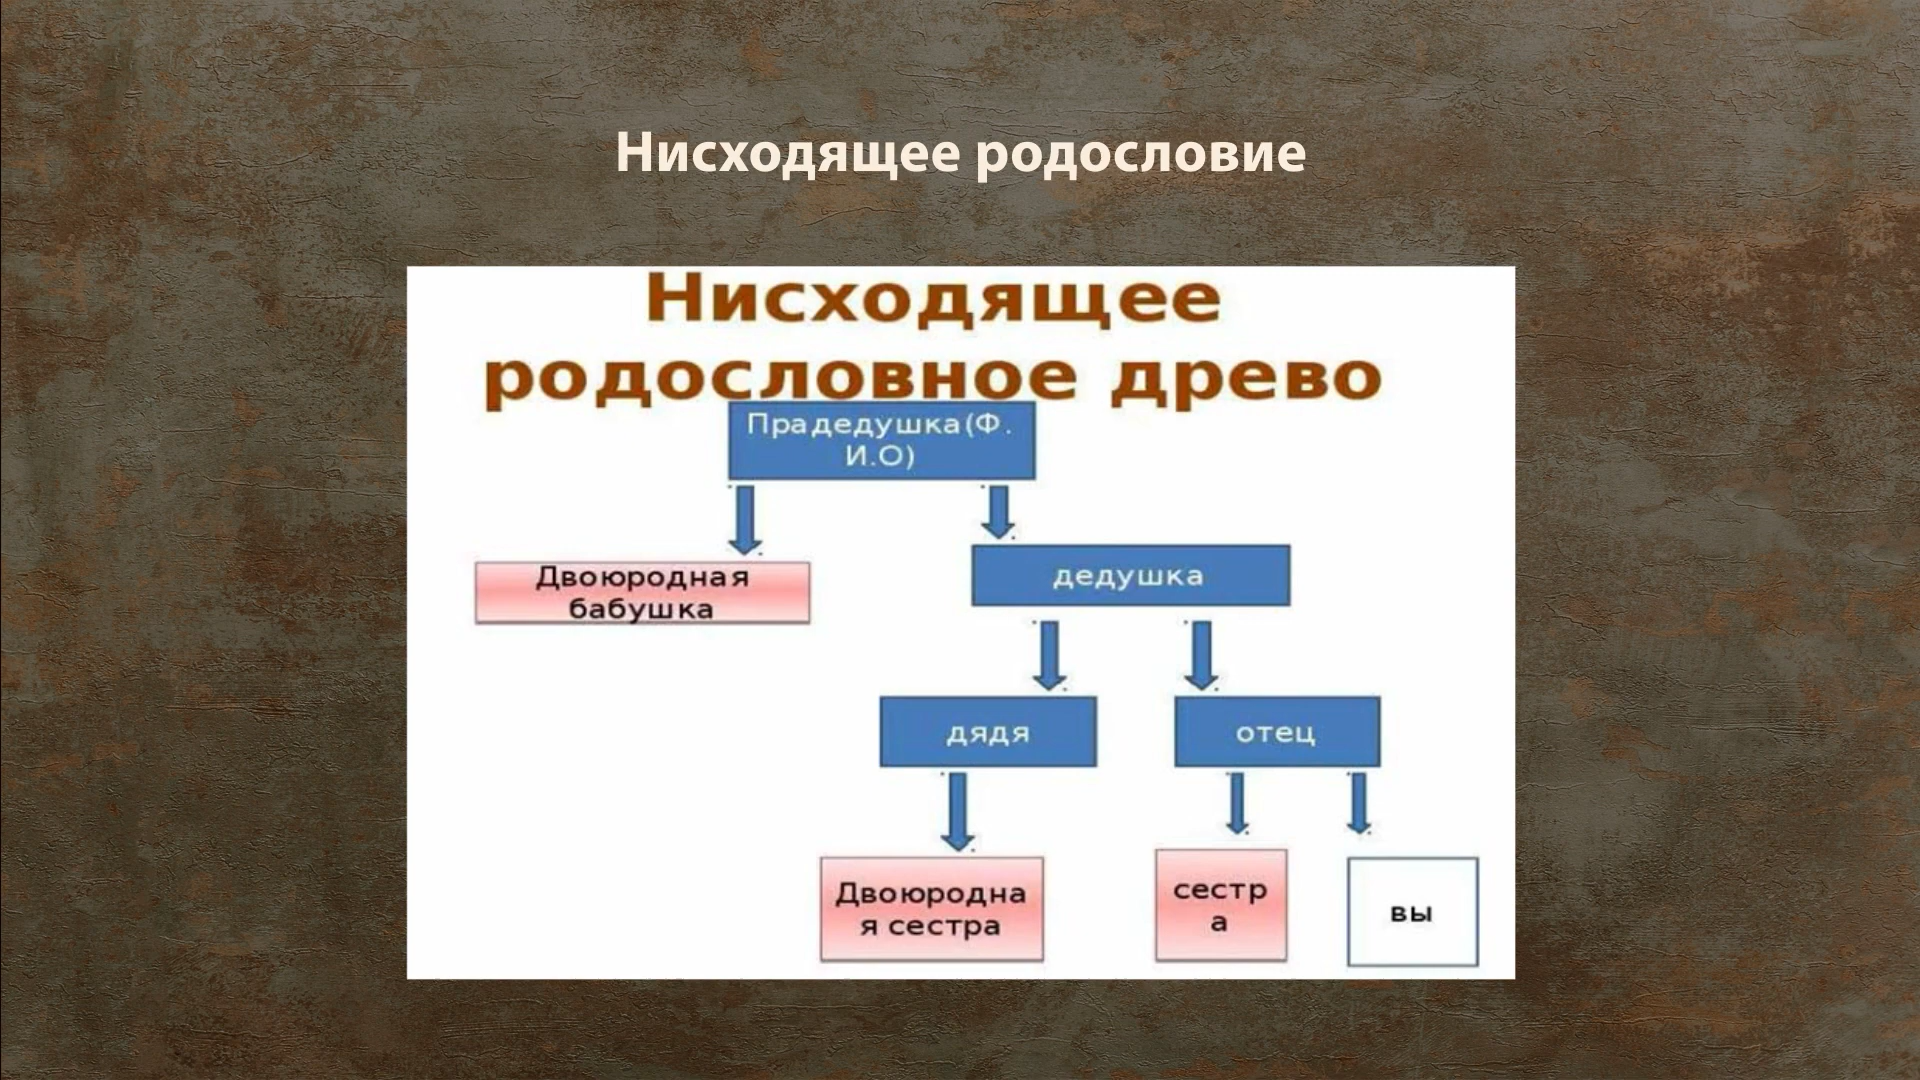 Нисходящее родословие
Нисходящее
родословное древо
Прадедушка(Ф.
И.О)
Двоюродная
бабушка
дедушка
дядя
отец
Двоюродна
я сестра
сестр
а
вы